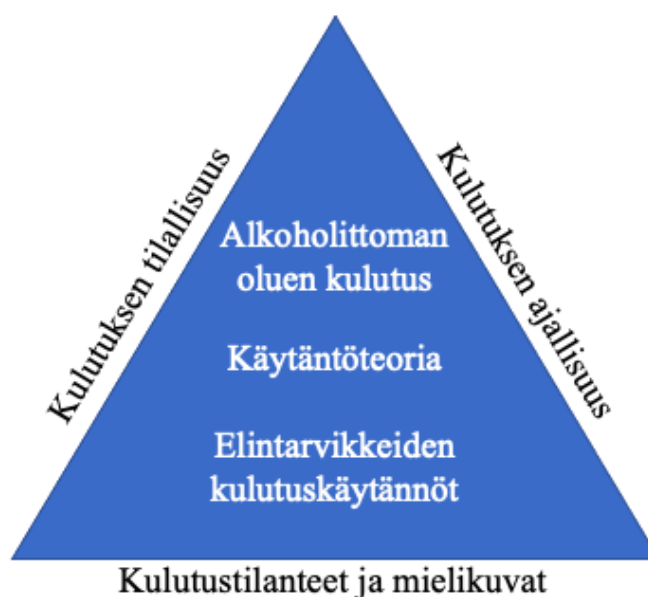 Kulutuksen tilallisuus
Kulutuksen ajallisuus
Alkoholittoman
oluen kulutus
Käytäntöteoria
Elintarvikkeiden
kulutuskäytännöt
Kulutustilanteet ja mielikuvat